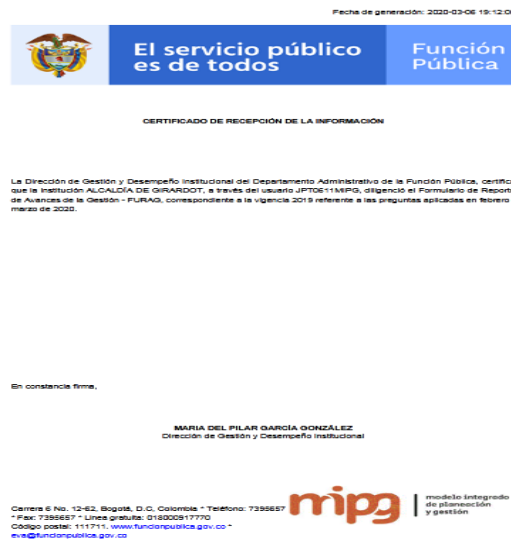 Fecha de generación: 2020-03-06 19:12:0
El servicio público
es de todos
Función
Pública
CERTIFICADO DE RECEPCIÓN DE LA INFORMACIÓN
La Dirección de Gestión y Desempeño Institucional del Departamento Administrativo de la Función Pública, certific
que la institución ALCALDÍA DE GIRARDOT, a través del usuario JPT0611MIPG, diligenció el Formulario de Report
de Avances de la Gestión - FURAG, correspondiente a la vigencia 2019 referente a las preguntas aplicadas en febrero
marzo de 2020.
En constancia firma,
MARIA DEL PILAR GARCÍA GONZÁLEZ
Dirección de Gestión y Desempeño Institucional
Carrera 6 No. 12-62, Bogotá, D.C, Colombia * Teléfono: 7395657
* Fax: 7395657 * Línea gratuita: 018000917770
Código postal: 111711. www.funcionpublica.gov.co *
eva@funcionpublica.gov.co
mipg
modelo integrado
de planeación
y gestión